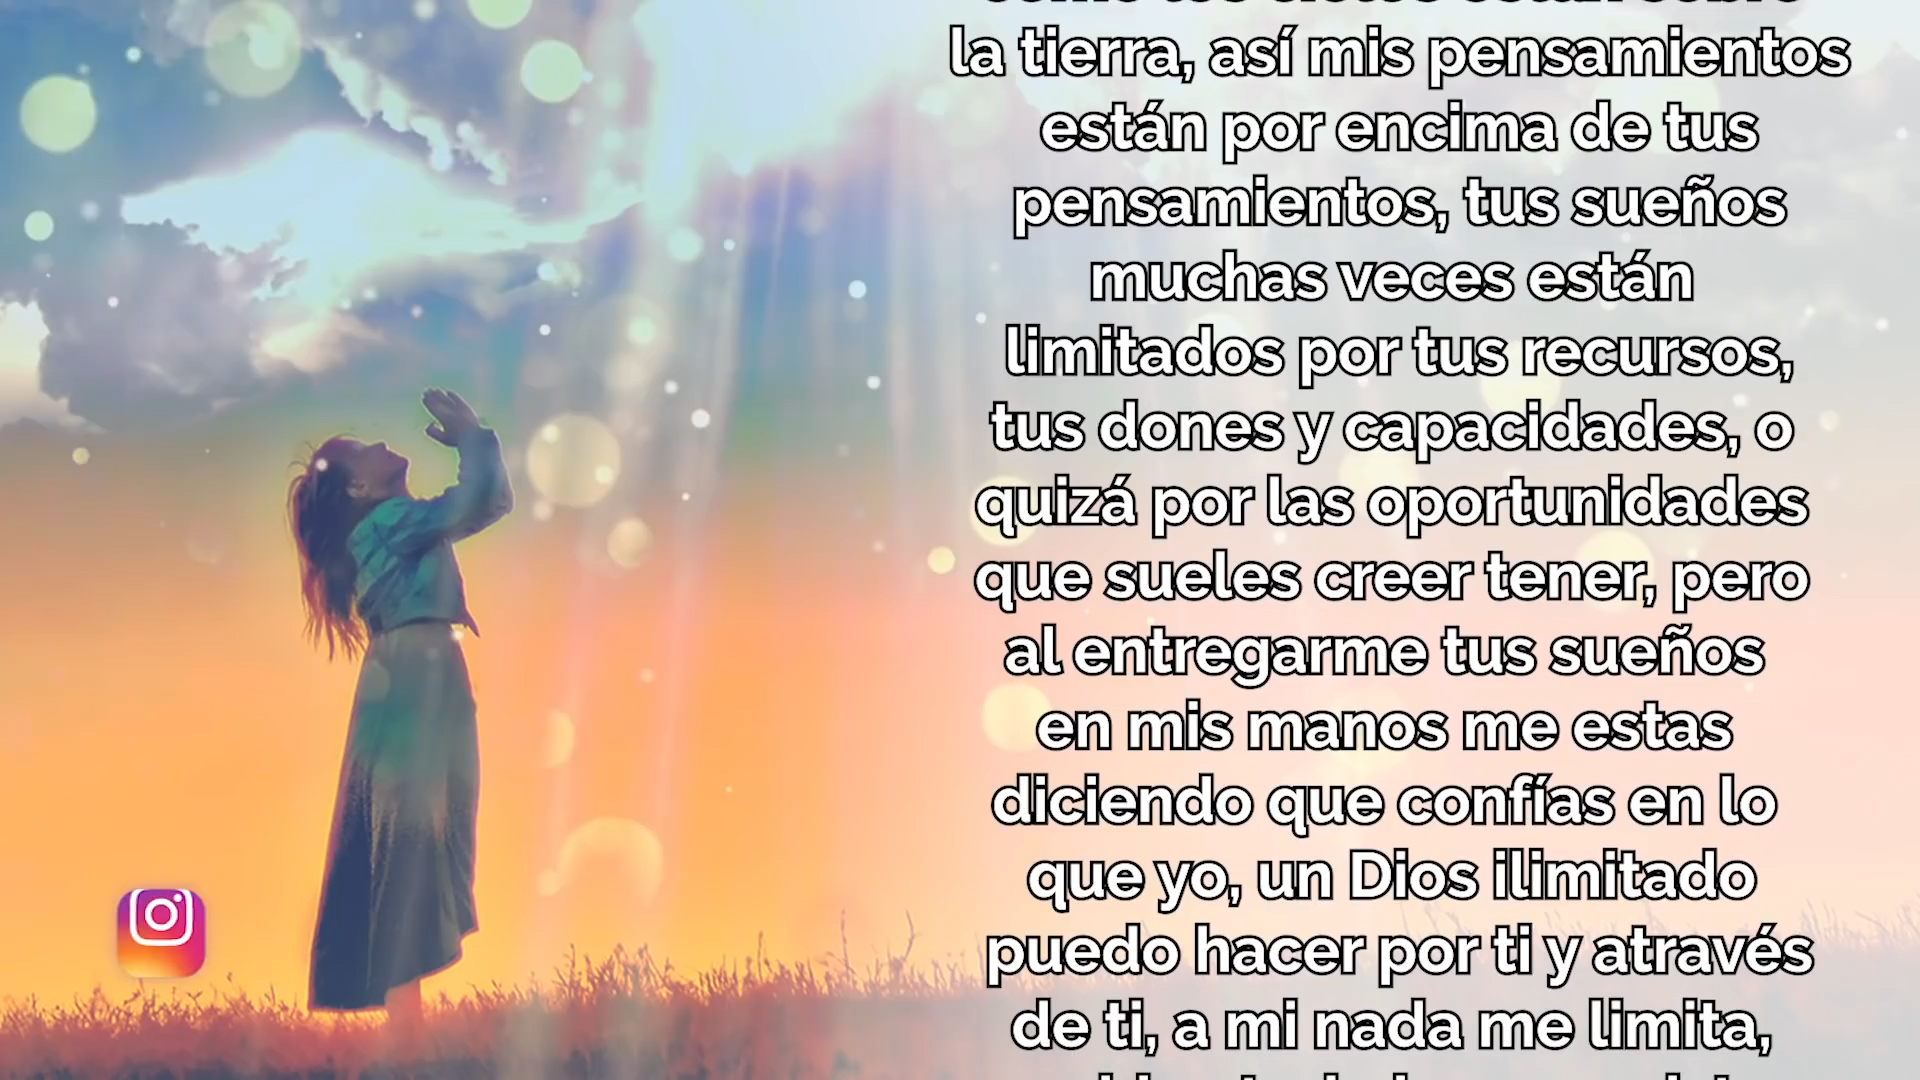 la tierra, así mis pensamientos
están por encima de tus
pensamientos, tus sueños
muchas veces están
limitados por tus recursos,
tus dones y capacidades, o
quizá por las oportunidades
que sueles creer tener, pero
al entregarme tus sueños
en mis manos me estas
diciendo que confías en lo
que yo, un Dios ilimitado
puedo hacer por ti y através
de ti, a mi nada me limita,